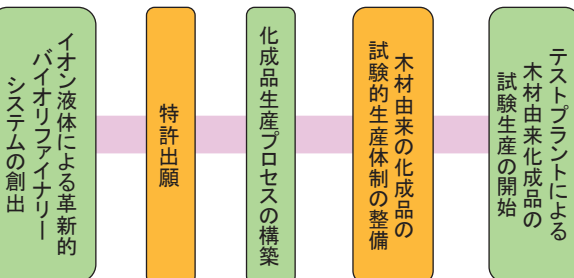 イオン液体による革新的
バイオリファイナリー
システムの創出
特許出願
化成品生産プロセスの構築
木材由来の化成品の
試験的生産体制の整備
テストプラントによる
木材由来化成品の
試験生産の開始